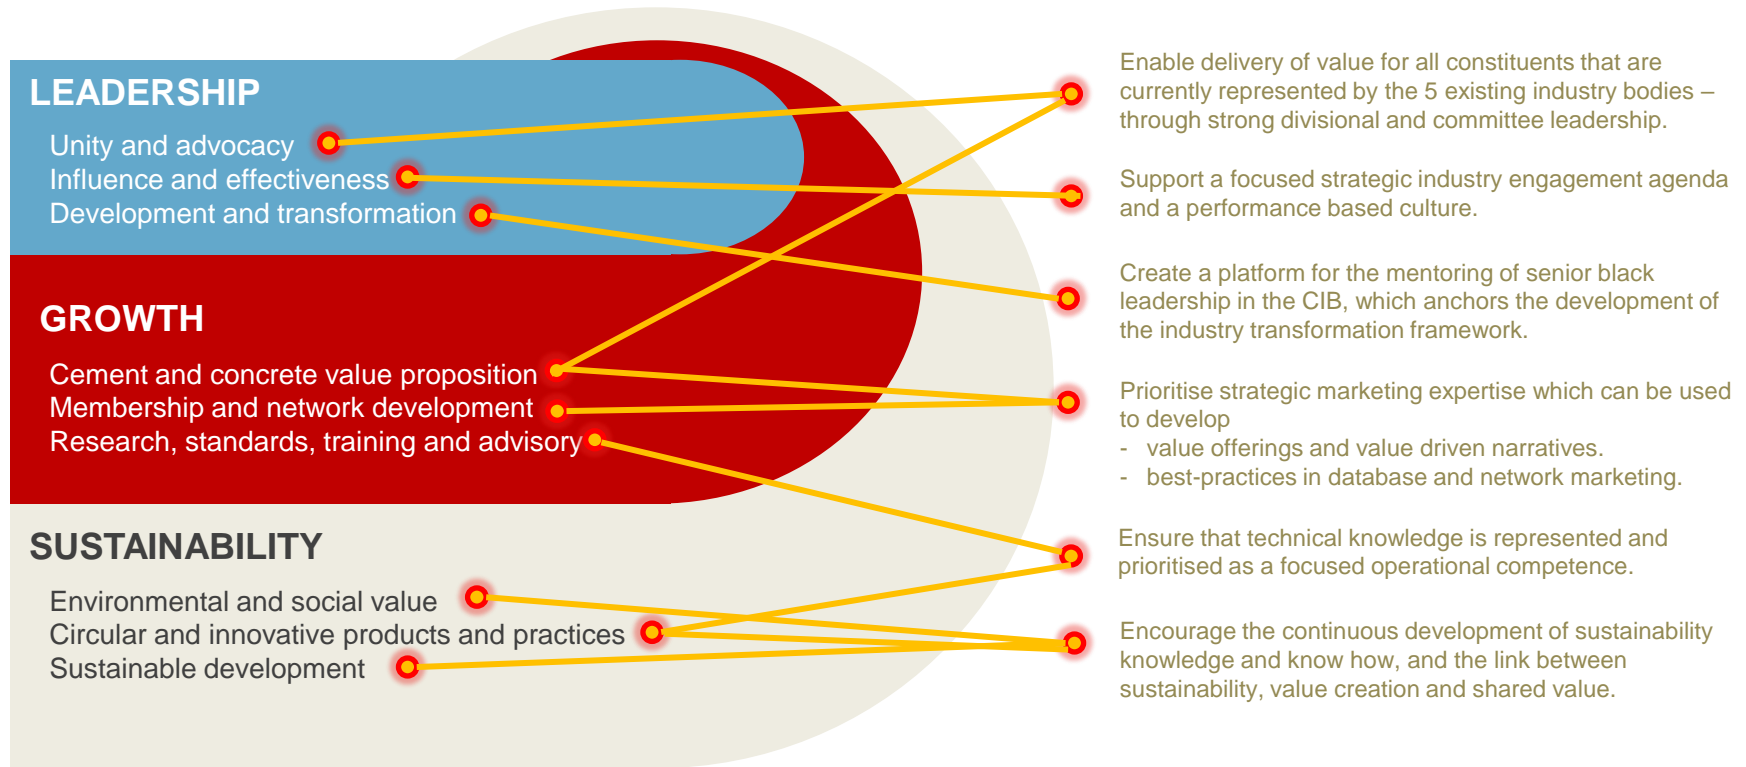 LEADERSHIP
Unity and advocacy
Influence and effectiveness
Development and transformation
GROWTH
Cement and concrete value proposition
Membership and network development
Research, standards, training and advisory
SUSTAINABILITY
Environmental and social value
Circular and innovative products and practices
Sustainable development
Enable delivery of value for all constituents that are
currently represented by the 5 existing industry bodies –
through strong divisional and committee leadership.
Support a focused strategic industry engagement agenda
and a performance based culture.
Create a platform for the mentoring of senior black
leadership in the CIB, which anchors the development of
the industry transformation framework.
Prioritise strategic marketing expertise which can be used
to develop
- value offerings and value driven narratives.
- best-practices in database and network marketing.
Ensure that technical knowledge is represented and
prioritised as a focused operational competence.
Encourage the continuous development of sustainability
knowledge and know how, and the link between
sustainability, value creation and shared value.